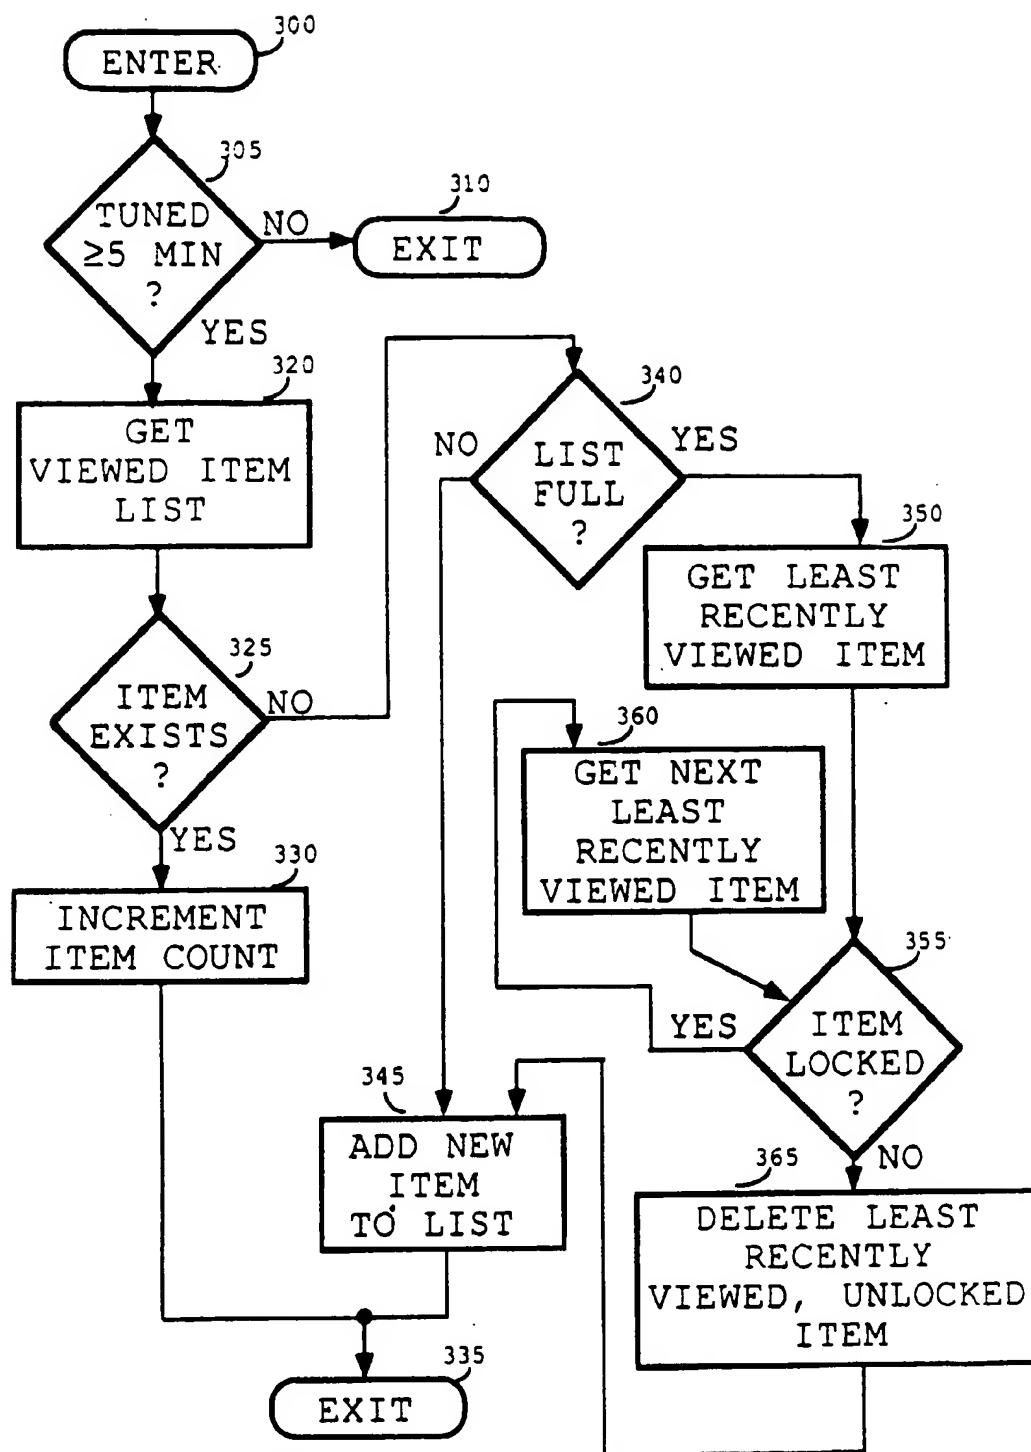 300
ENTER
305
TUNED
≥5 MIN
?
NO
310
EXIT
YES
320
GET
VIEWED ITEM
LIST
325
ITEM
EXISTS
?
NO
YES
330
INCREMENT
ITEM COUNT
340
LIST
FULL
?
NO
YES
350
GET LEAST
RECENTLY
VIEWED ITEM
360
GET NEXT
LEAST
RECENTLY
VIEWED ITEM
355
ITEM
LOCKED
?
YES
NO
345
ADD NEW
ITEM
TO LIST
365
DELETE LEAST
RECENTLY
VIEWED, UNLOCKED
ITEM
335
EXIT